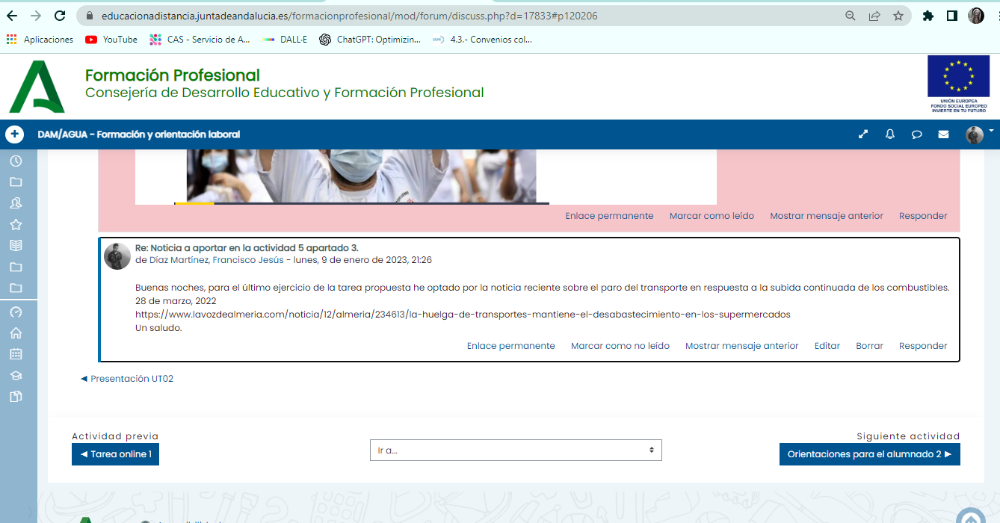 educacionadistancia.juntadeandalucia.es/formacionprofesional/mod/forum/discuss.php?d=17833#p120206
Aplicaciones YouTube CAS - Servicio de A... DALL·E ChatGPT: Optimizin... 4.3.- Convenios col...
Formación Profesional
Consejería de Desarrollo Educativo y Formación Profesional
UNIÓN EUROPEA
FONDO SOCIAL EUROPEO
INVIERTE EN TU FUTURO
DAM/AGUA - Formación y orientación laboral
Enlace permanente Marcar como leído Mostrar mensaje anterior Responder
Re: Noticia a aportar en la actividad 5 apartado 3.
de Díaz Martínez, Francisco Jesús - lunes, 9 de enero de 2023, 21:26
Buenas noches, para el último ejercicio de la tarea propuesta he optado por la noticia reciente sobre el paro del transporte en respuesta a la subida continuada de los combustibles.
28 de marzo, 2022
https://www.lavozdealmeria.com/noticia/12/almeria/234613/la-huelga-de-transportes-mantiene-el-desabastecimiento-en-los-supermercados
Un saludo.
Enlace permanente Marcar como no leído Mostrar mensaje anterior Editar Borrar Responder
◄ Presentación UT02
Actividad previa
◄ Tarea online 1
Ir a...
Siguiente actividad
Orientaciones para el alumnado 2 ►